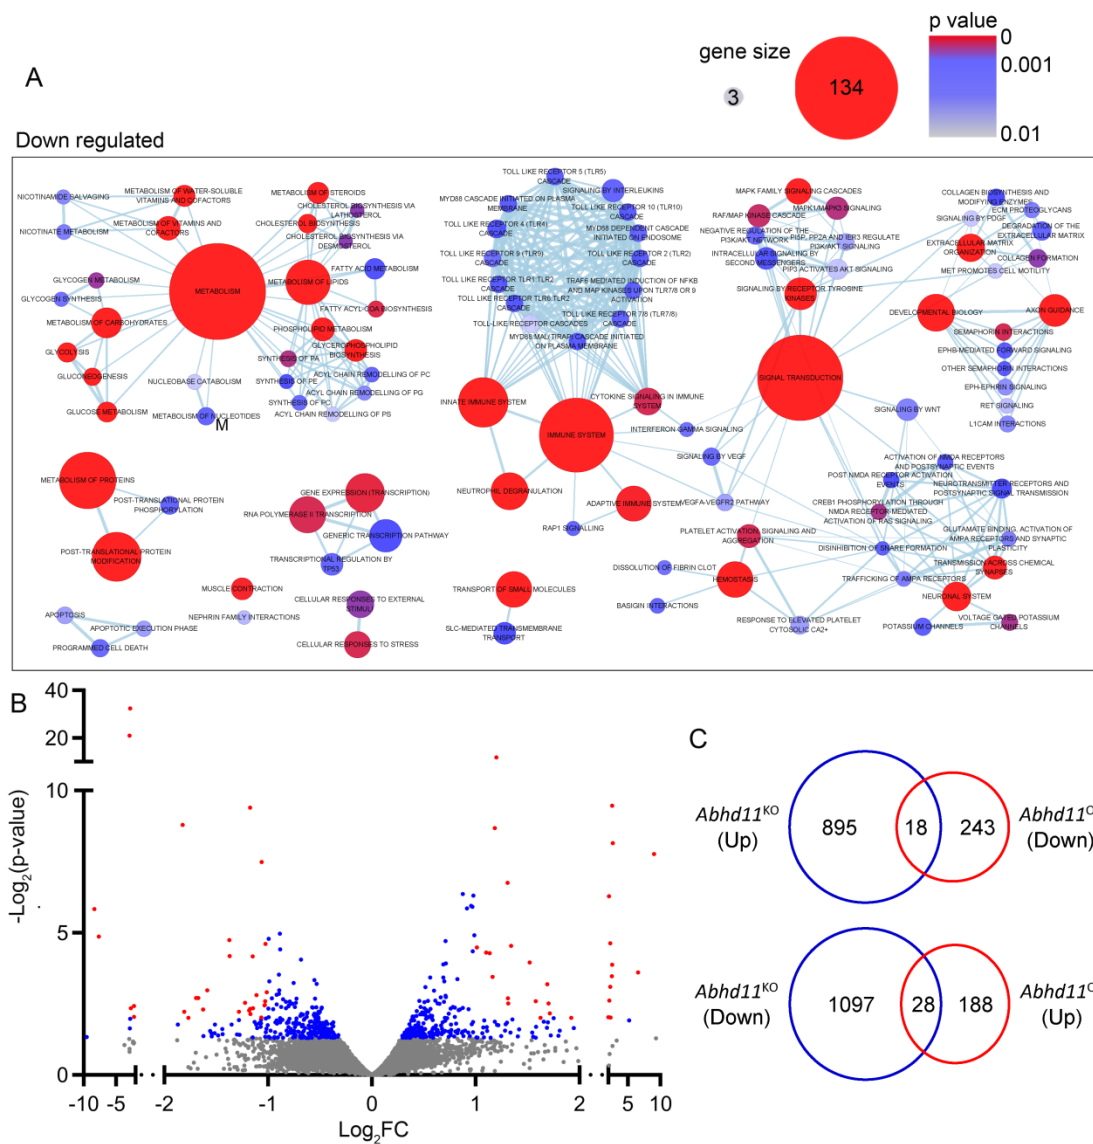 p value
gene size
3
134
0
0.001
0.01
A
Down regulated
NICOTINAMIDE SALVAGING
METABOLISM OF WATER-SOLUBLE
VITAMINS AND COFACTORS
METABOLISM OF VITAMINS AND
COFACTORS
NICOTINATE METABOLISM
METABOLISM OF STEROIDS
CHOLESTEROL BIOSYNTHESIS VIA
LATHOSTEROL
CHOLESTEROL BIOSYNTHESIS
CHOLESTEROL BIOSYNTHESIS VIA
DESMOSTEROL
FATTY ACID METABOLISM
GLYCOGEN METABOLISM
METABOLISM
METABOLISM OF LIPIDS
GLYCOGEN SYNTHESIS
FATTY ACYL-COA BIOSYNTHESIS
METABOLISM OF CARBOHYDRATES
PHOSPHOLIPID METABOLISM
GLYCEROPHOSPHOLIPID
BIOSYNTHESIS
GLYCOLYSIS
SYNTHESIS OF PA
GLUCONEOGENESIS
NUCLEOBASE CATABOLISM
SYNTHESIS OF PE
ACYL CHAIN REMODELLING OF PC
ACYL CHAIN REMODELLING OF PG
SYNTHESIS OF PC
GLUCOSE METABOLISM
METABOLISM OF NUCLEOTIDES
ACYL CHAIN REMODELLING OF PS
M
TOLL LIKE RECEPTOR 5 (TLR5)
CASCADE
SIGNALING BY INTERLEUKINS
MYD88 CASCADE INITIATED ON PLASMA
MEMBRANE
TOLL LIKE RECEPTOR 10 (TLR10)
CASCADE
TOLL LIKE RECEPTOR 4 (TLR4)
CASCADE
MYD88 DEPENDENT CASCADE
INITIATED ON ENDOSOME
TOLL LIKE RECEPTOR 9 (TLR9)
CASCADE
TOLL LIKE RECEPTOR 2 (TLR2)
CASCADE
TOLL LIKE RECEPTOR TLR1:TLR2
CASCADE
TRAF6 MEDIATED INDUCTION OF NFKB
AND MAP KINASES UPON TLR7/8 OR 9
ACTIVATION
TOLL LIKE RECEPTOR TLR6:TLR2
CASCADE
TOLL LIKE RECEPTOR 7/8 (TLR7/8)
CASCADE
TOLL-LIKE RECEPTOR CASCADES
MYD88:MAL(TIRAP) CASCADE INITIATED
ON PLASMA MEMBRANE
INNATE IMMUNE SYSTEM
CYTOKINE SIGNALING IN IMMUNE
SYSTEM
IMMUNE SYSTEM
INTERFERON GAMMA SIGNALING
SIGNALING BY VEGF
NEUTROPHIL DEGRANULATION
ADAPTIVE IMMUNE SYSTEM
VEGFA-VEGFR2 PATHWAY
RAP1 SIGNALLING
MAPK FAMILY SIGNALING CASCADES
RAF/MAP KINASE CASCADE
MAPK1/MAPK3 SIGNALING
NEGATIVE REGULATION OF THE
PI3K/AKT NETWORK
PI5P, PP2A AND IER3 REGULATE
PI3K/AKT SIGNALING
INTRACELLULAR SIGNALING BY
SECOND MESSENGERS
PIP3 ACTIVATES AKT SIGNALING
SIGNALING BY RECEPTOR TYROSINE
KINASES
SIGNAL TRANSDUCTION
SIGNALING BY WNT
COLLAGEN BIOSYNTHESIS AND
MODIFYING ENZYMES
ECM PROTEOGLYCANS
SIGNALING BY PDGF
DEGRADATION OF THE
EXTRACELLULAR MATRIX
EXTRACELLULAR MATRIX
ORGANIZATION
COLLAGEN FORMATION
MET PROMOTES CELL MOTILITY
DEVELOPMENTAL BIOLOGY
AXON GUIDANCE
SEMAPHORIN INTERACTIONS
EPHB-MEDIATED FORWARD SIGNALING
OTHER SEMAPHORIN INTERACTIONS
EPH-EPHRIN SIGNALING
RET SIGNALING
L1CAM INTERACTIONS
METABOLISM OF PROTEINS
POST-TRANSLATIONAL PROTEIN
PHOSPHORYLATION
POST-TRANSLATIONAL PROTEIN
MODIFICATION
GENE EXPRESSION (TRANSCRIPTION)
RNA POLYMERASE II TRANSCRIPTION
GENERIC TRANSCRIPTION PATHWAY
TRANSCRIPTIONAL REGULATION BY
TP53
MUSCLE CONTRACTION
NEPHRIN FAMILY INTERACTIONS
CELLULAR RESPONSES TO EXTERNAL
STIMULI
CELLULAR RESPONSES TO STRESS
APOPTOSIS
APOPTOTIC EXECUTION PHASE
PROGRAMMED CELL DEATH
TRANSPORT OF SMALL MOLECULES
SLC-MEDIATED TRANSMEMBRANE
TRANSPORT
PLATELET ACTIVATION, SIGNALING AND
AGGREGATION
DISSOLUTION OF FIBRIN CLOT
HEMOSTASIS
BASIGIN INTERACTIONS
RESPONSE TO ELEVATED PLATELET
CYTOSOLIC CA2+
ACTIVATION OF NMDA RECEPTORS
AND POSTSYNAPTIC EVENTS
POST NMDA RECEPTOR ACTIVATION
EVENTS
NEUROTRANSMITTER RECEPTORS AND
POSTSYNAPTIC SIGNAL TRANSMISSION
CREB1 PHOSPHORYLATION THROUGH
NMDA RECEPTOR-MEDIATED
ACTIVATION OF RAS SIGNALING
GLUTAMATE BINDING, ACTIVATION OF
AMPA RECEPTORS AND SYNAPTIC
PLASTICITY
DISINHIBITION OF SNARE FORMATION
TRANSMISSION ACROSS CHEMICAL
SYNAPSES
TRAFFICKING OF AMPA RECEPTORS
NEURONAL SYSTEM
POTASSIUM CHANNELS
VOLTAGE GATED POTASSIUM
CHANNELS
B
40
20
10
5
0
-Log2(p-value)
-10
-5
-2
-1
0
1
2
5
10
Log2FC
C
Abhd11KO
(Up)
895
18
243
Abhd11O
(Down)
Abhd11KO
(Down)
1097
28
188
Abhd11O
(Up)